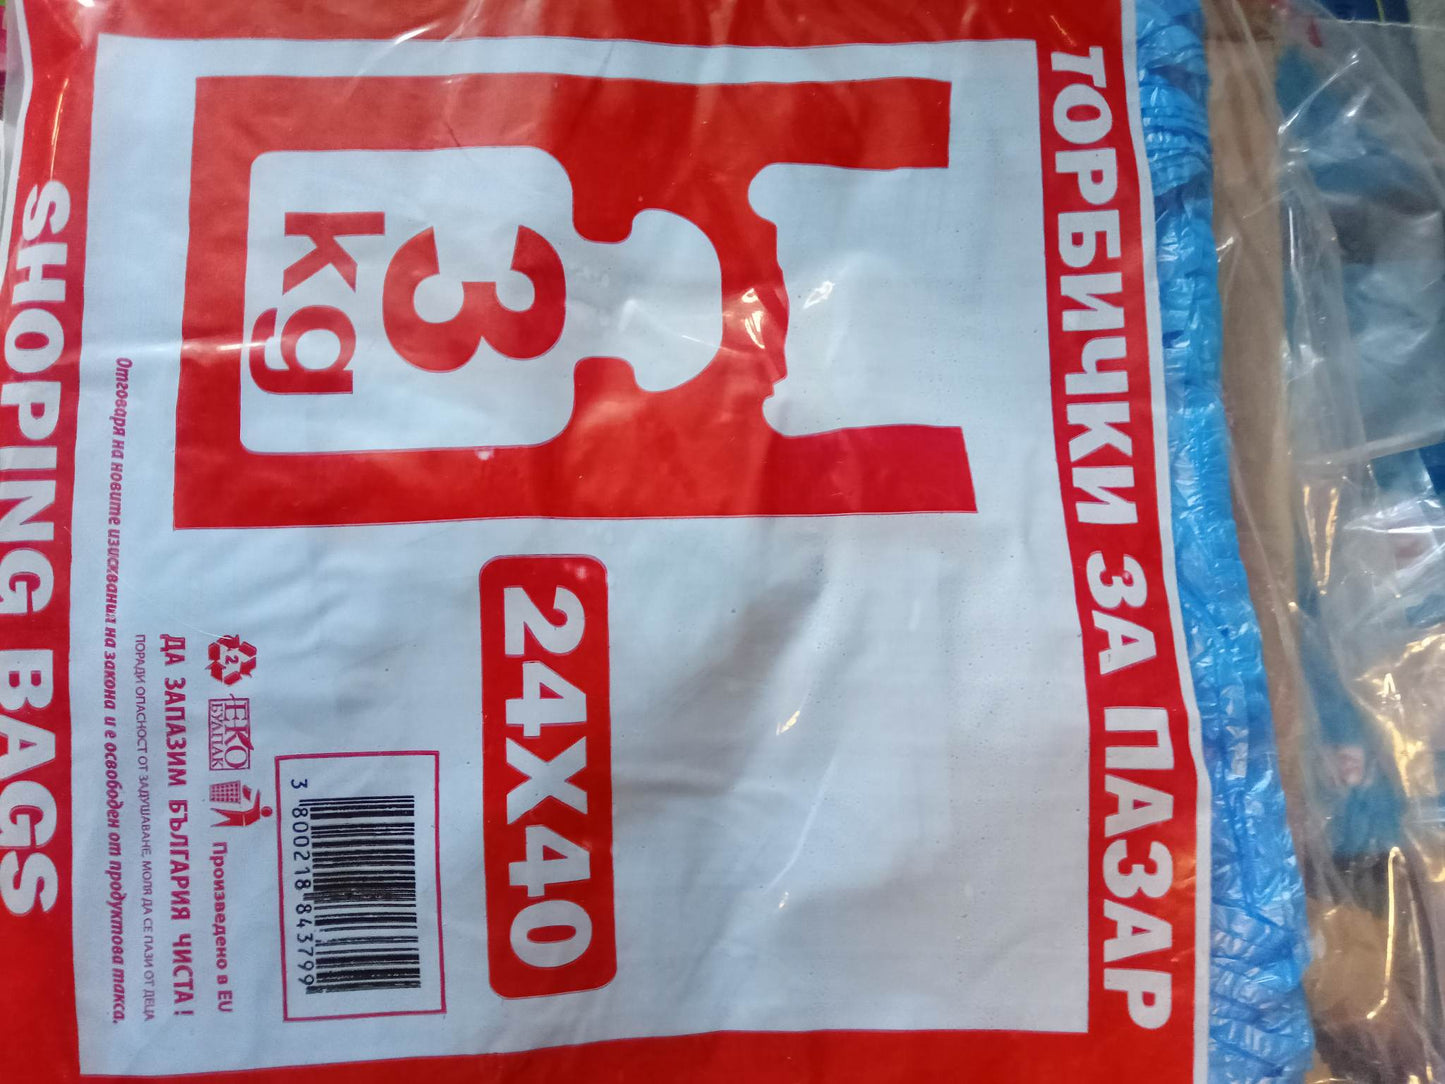 ТОРБИЧКИ ЗА ПАЗАР
3
kg
24X40
3 800218 843799
2
ЕКО
БУЛПАК
Произведено в EU
ДА ЗАПАЗИМ БЪЛГАРИЯ ЧИСТА!
ПОРАДИ ОПАСНОСТ ОТ ЗАДУШАВАНЕ, МОЛЯ ДА СЕ ПАЗИ ОТ ДЕЦА
Отговаря на новите изисквания на закона и е освободен от продуктова такса.
SHOPING BAGS